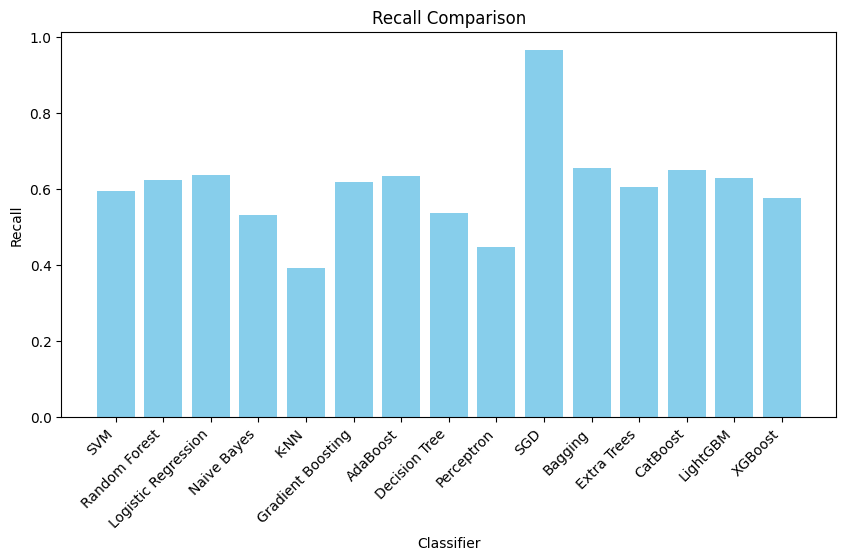 Recall Comparison
Recall
1.0
0.8
0.6
0.4
0.2
0.0
SVM
Random Forest
Logistic Regression
Naive Bayes
K-NN
Gradient Boosting
AdaBoost
Decision Tree
Perceptron
SGD
Bagging
Extra Trees
CatBoost
LightGBM
XGBoost
Classifier